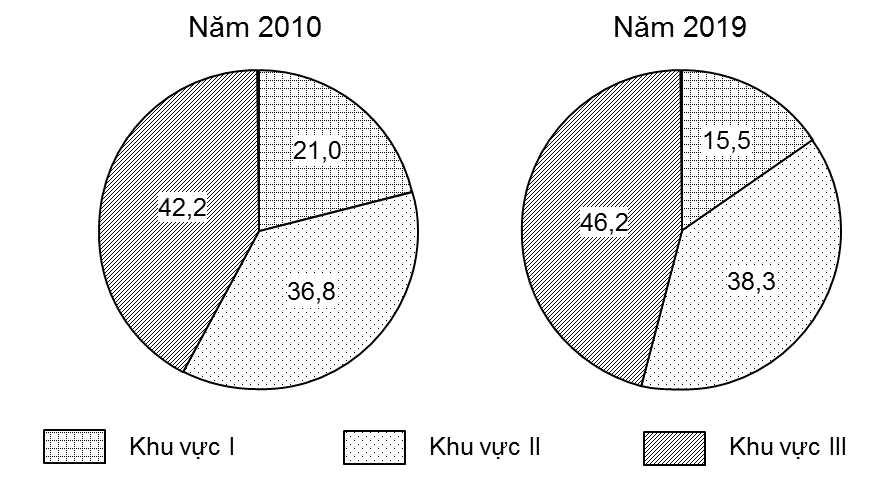 Năm 2010
Năm 2019
21,0
42,2
36,8
15,5
46,2
38,3
Khu vực I
Khu vực II
Khu vực III